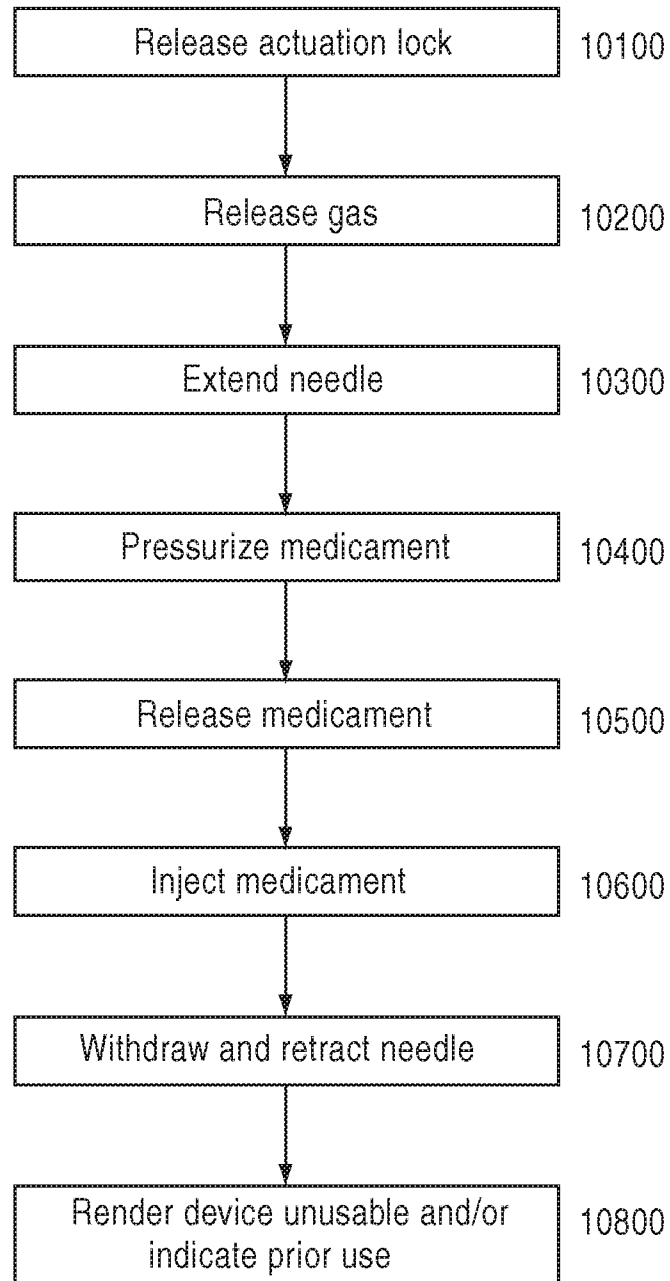 Release actuation lock 10100
Release gas 10200
Extend needle 10300
Pressurize medicament 10400
Release medicament 10500
Inject medicament 10600
Withdraw and retract needle 10700
Render device unusable and/or 10800
indicate prior use